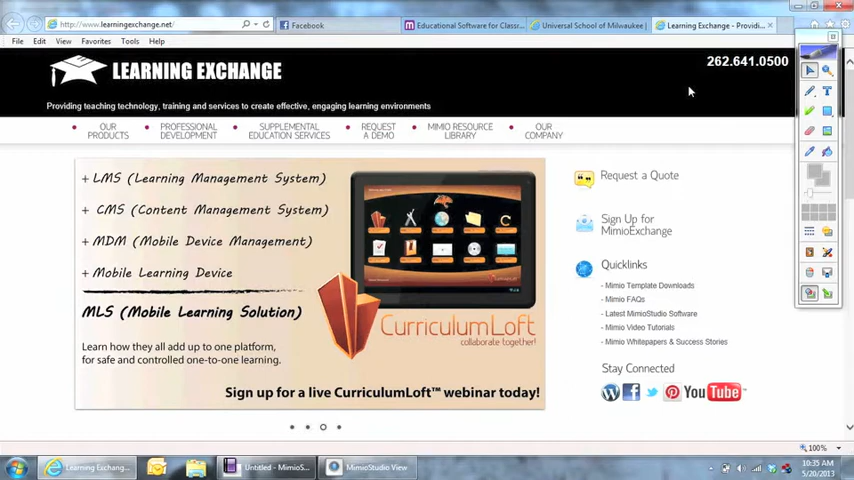 http://www.learningexchange.net/
Facebook
Educational Software for Classr...
Universal School of Milwaukee |
Learning Exchange - Providi...
File Edit View Favorites Tools Help
LEARNING EXCHANGE
262.641.0500
Providing teaching technology, training and services to create effective, engaging learning environments
OUR PRODUCTS
PROFESSIONAL DEVELOPMENT
SUPPLEMENTAL EDUCATION SERVICES
REQUEST A DEMO
MIMIO RESOURCE LIBRARY
OUR COMPANY
+ LMS (Learning Management System)
+ CMS (Content Management System)
+ MDM (Mobile Device Management)
+ Mobile Learning Device
MLS (Mobile Learning Solution)
Learn how they all add up to one platform,
for safe and controlled one-to-one learning.
CurriculumLoft
collaborate together!
Sign up for a live CurriculumLoft™ webinar today!
Request a Quote
Sign Up for
MimioExchange
Quicklinks
- Mimio Template Downloads
- Mimio FAQs
- Latest MimioStudio Software
- Mimio Video Tutorials
- Mimio Whitepapers & Success Stories
Stay Connected
You Tube
100%
Learning Exchang...
Untitled - MimioS...
MimioStudio View
10:35 AM
5/20/2013